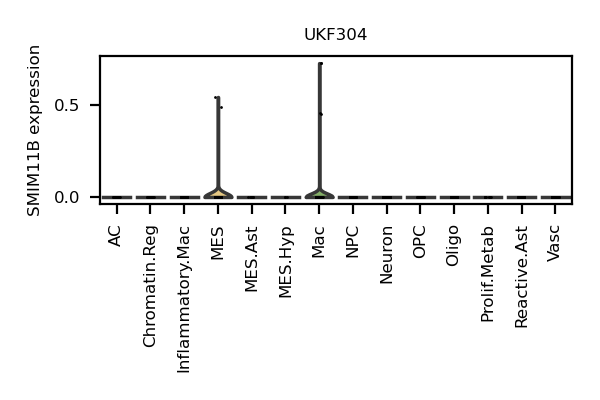 UKF304
SMIM11B expression
0.5
0.0
AC
Chromatin.Reg
Inflammatory.Mac
MES
MES.Ast
MES.Hyp
Mac
NPC
Neuron
OPC
Oligo
Prolif.Metab
Reactive.Ast
Vasc